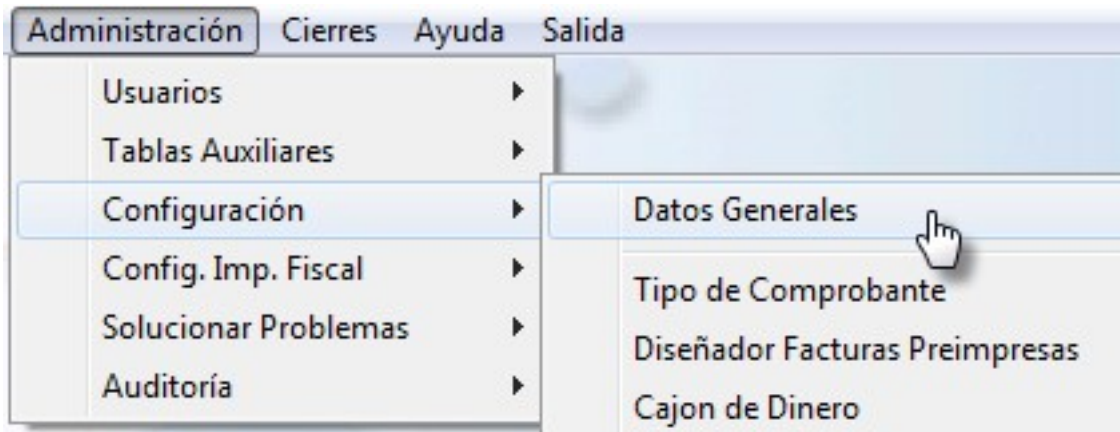 Administración Cierres Ayuda Salida
Usuarios
Tablas Auxiliares
Configuración
Config. Imp. Fiscal
Solucionar Problemas
Auditoría
Datos Generales
Tipo de Comprobante
Diseñador Facturas Preimpresas
Cajon de Dinero